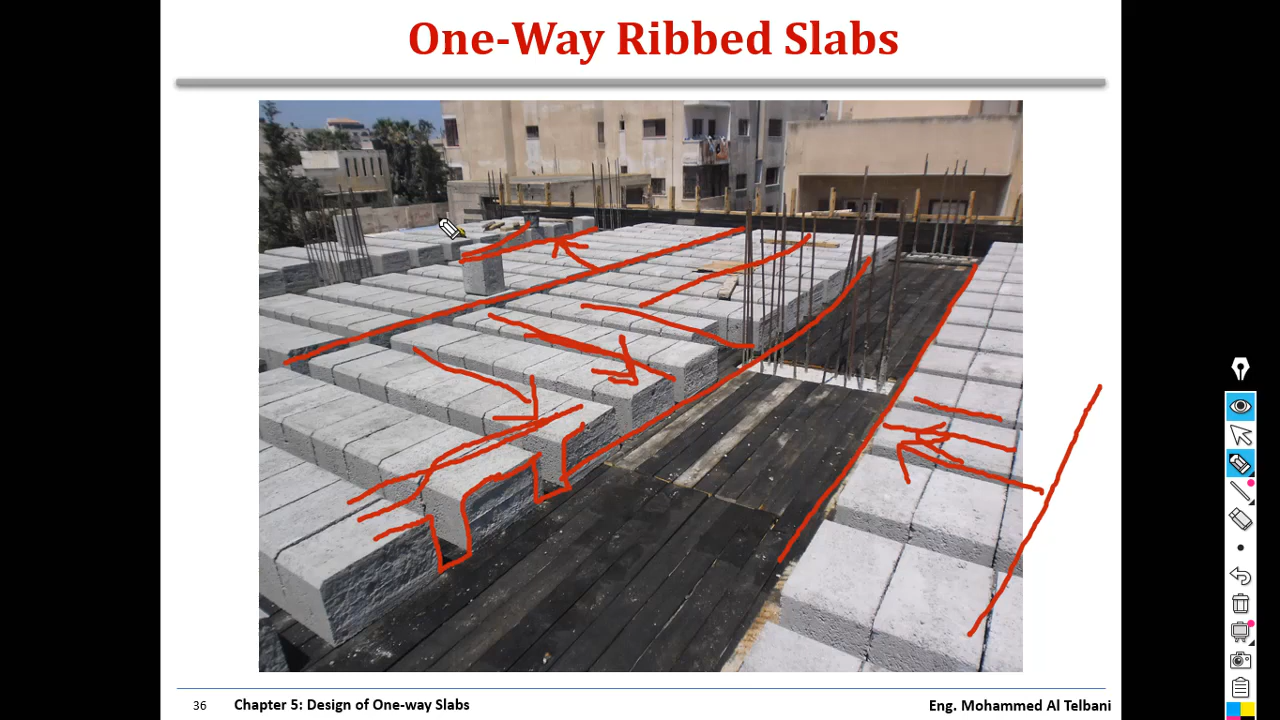 One-Way Ribbed Slabs
36 Chapter 5: Design of One-way Slabs Eng. Mohammed Al Telbani